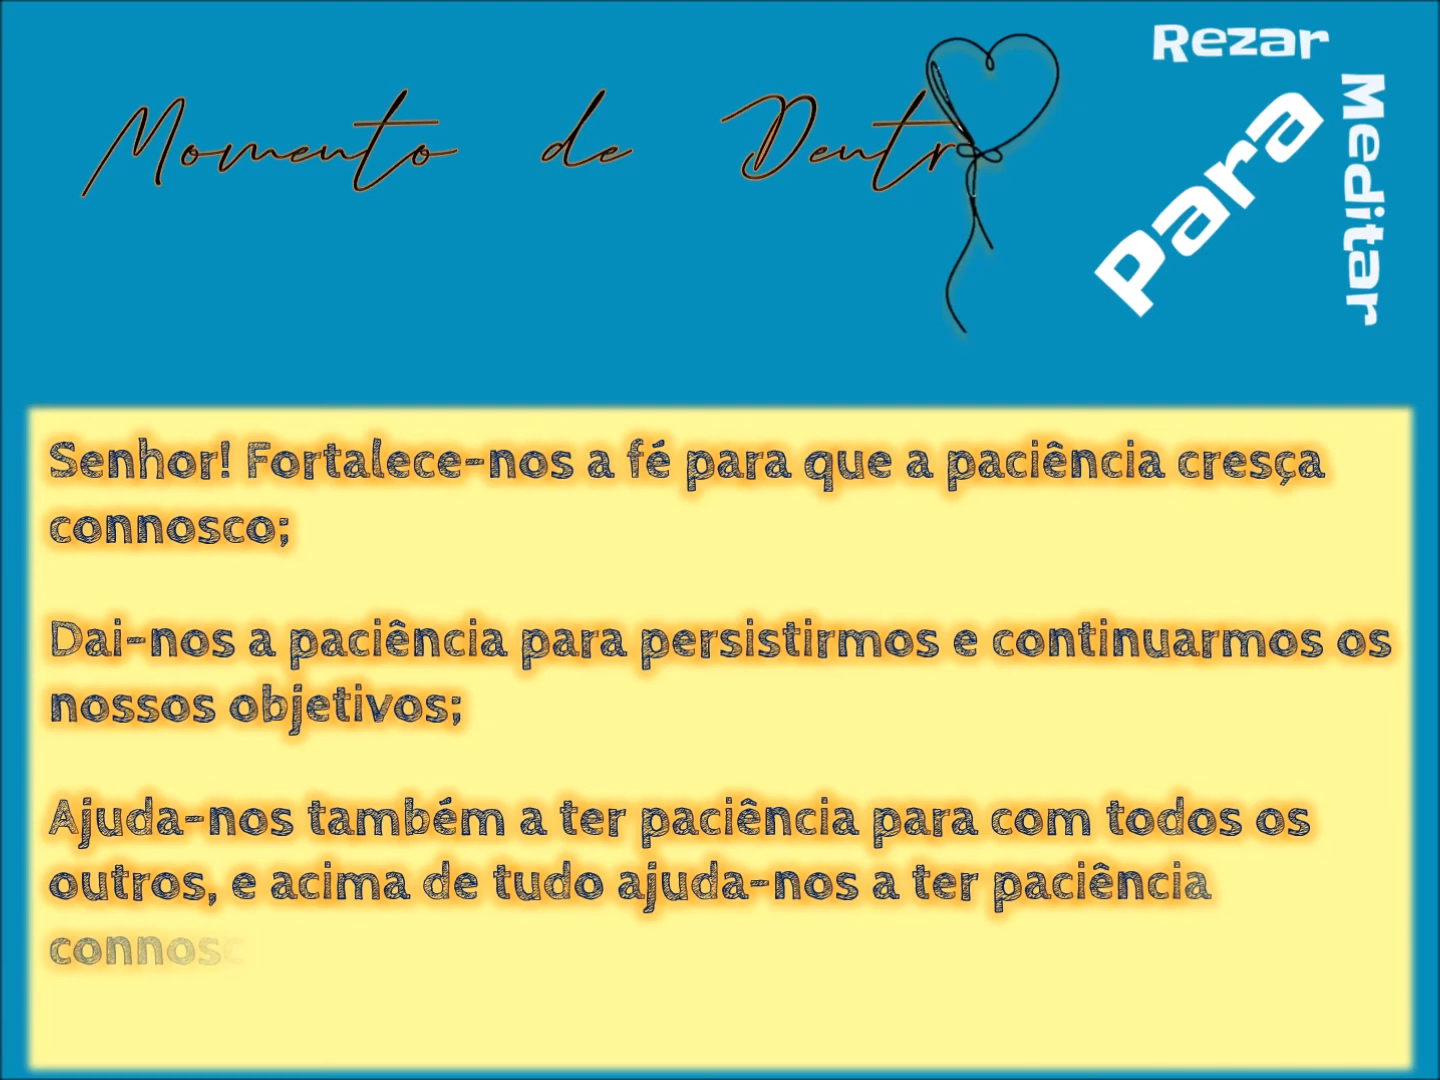 Momento de Dentr
Rezar
Para
Meditar
Senhor! Fortalece-nos a fé para que a paciência cresça
connosco;
Dai-nos a paciência para persistirmos e continuarmos os
nossos objetivos;
Ajuda-nos também a ter paciência para com todos os
outros, e acima de tudo ajuda-nos a ter paciência
connosc